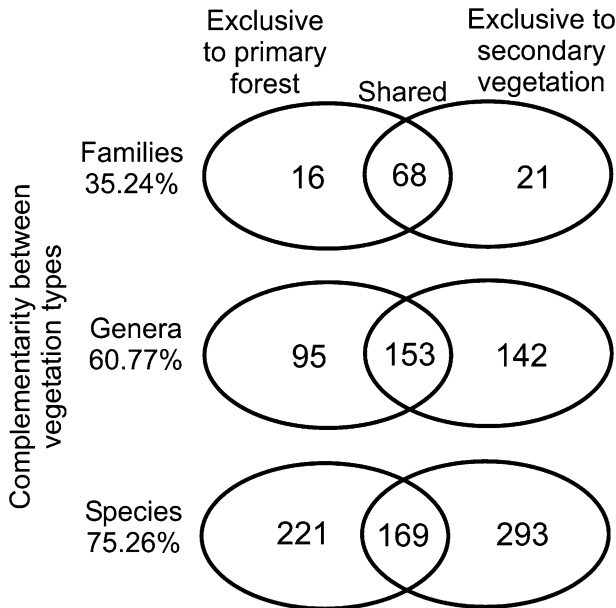 Exclusive
to primary
forest
Shared
Exclusive to
secondary
vegetation
Complementarity between
vegetation types
Families
35.24%
16
68
21
Genera
60.77%
95
153
142
Species
75.26%
221
169
293